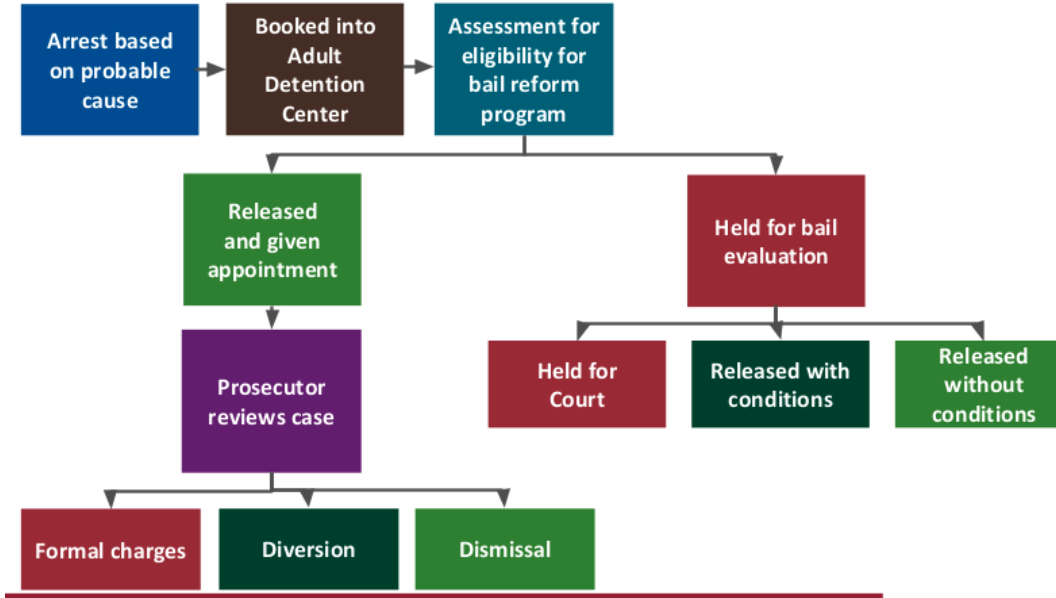 Arrest based
on probable
cause
Booked into
Adult
Detention
Center
Assessment for
eligibility for
bail reform
program
Released
and given
appointment
Held for bail
evaluation
Prosecutor
reviews case
Held for
Court
Released with
conditions
Released
without
conditions
Formal charges
Diversion
Dismissal